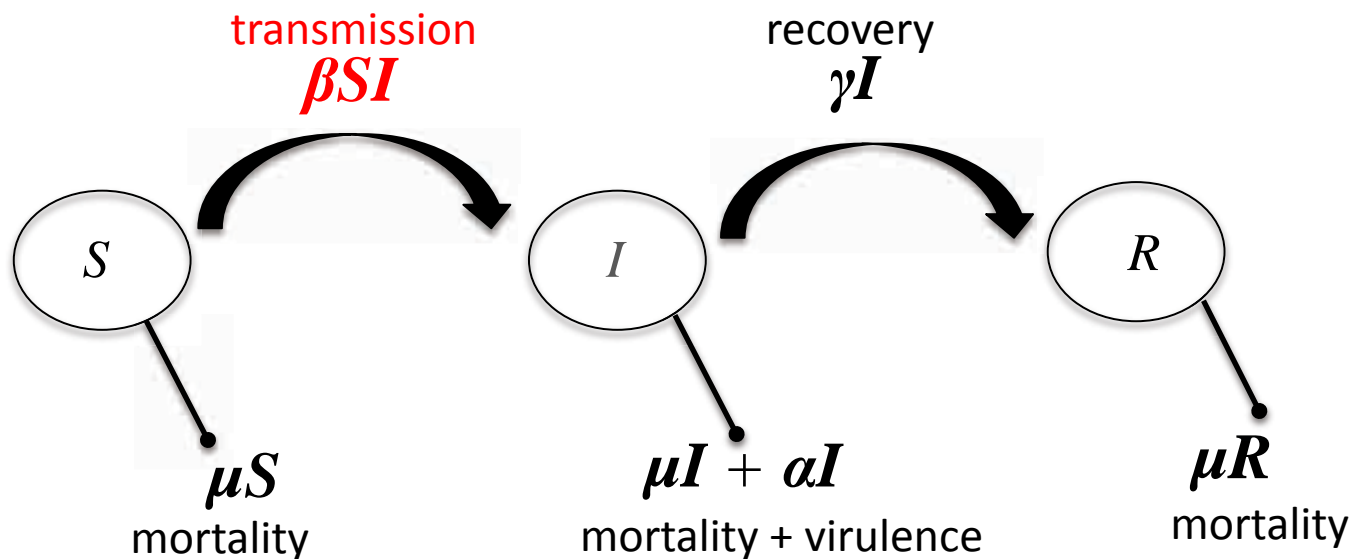 transmission
βSI
recovery
γI
S
I
R
μS
mortality
μI + αI
mortality + virulence
μR
mortality